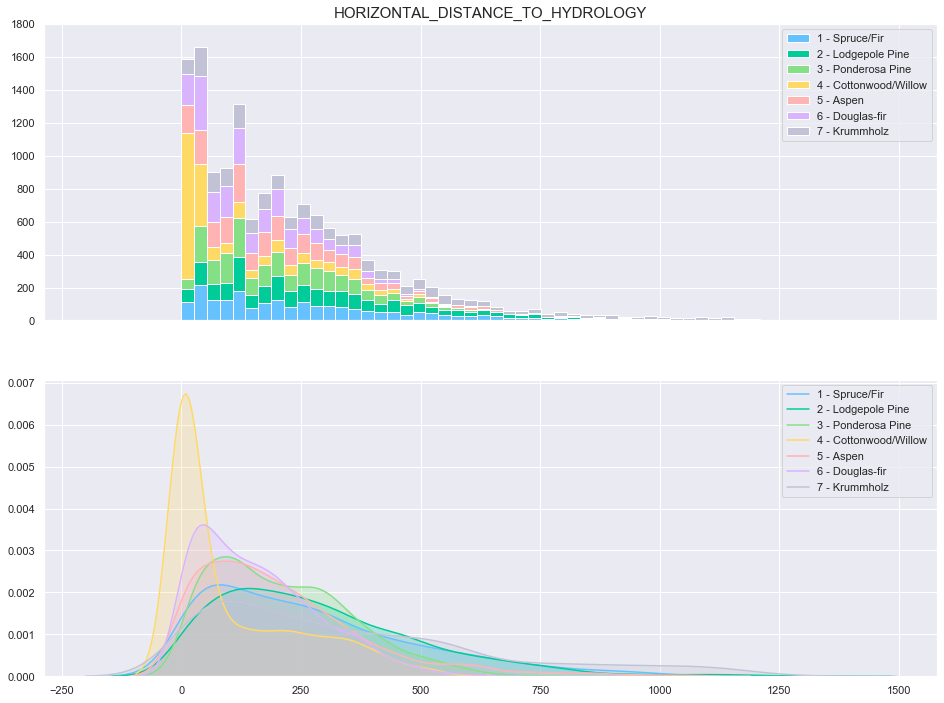 HORIZONTAL_DISTANCE_TO_HYDROLOGY
1800
1600
1400
1200
1000
800
600
400
200
0
1 - Spruce/Fir
2 - Lodgepole Pine
3 - Ponderosa Pine
4 - Cottonwood/Willow
5 - Aspen
6 - Douglas-fir
7 - Krummholz
0.007
0.006
0.005
0.004
0.003
0.002
0.001
0.000
1 - Spruce/Fir
2 - Lodgepole Pine
3 - Ponderosa Pine
4 - Cottonwood/Willow
5 - Aspen
6 - Douglas-fir
7 - Krummholz
−250 0 250 500 750 1000 1250 1500